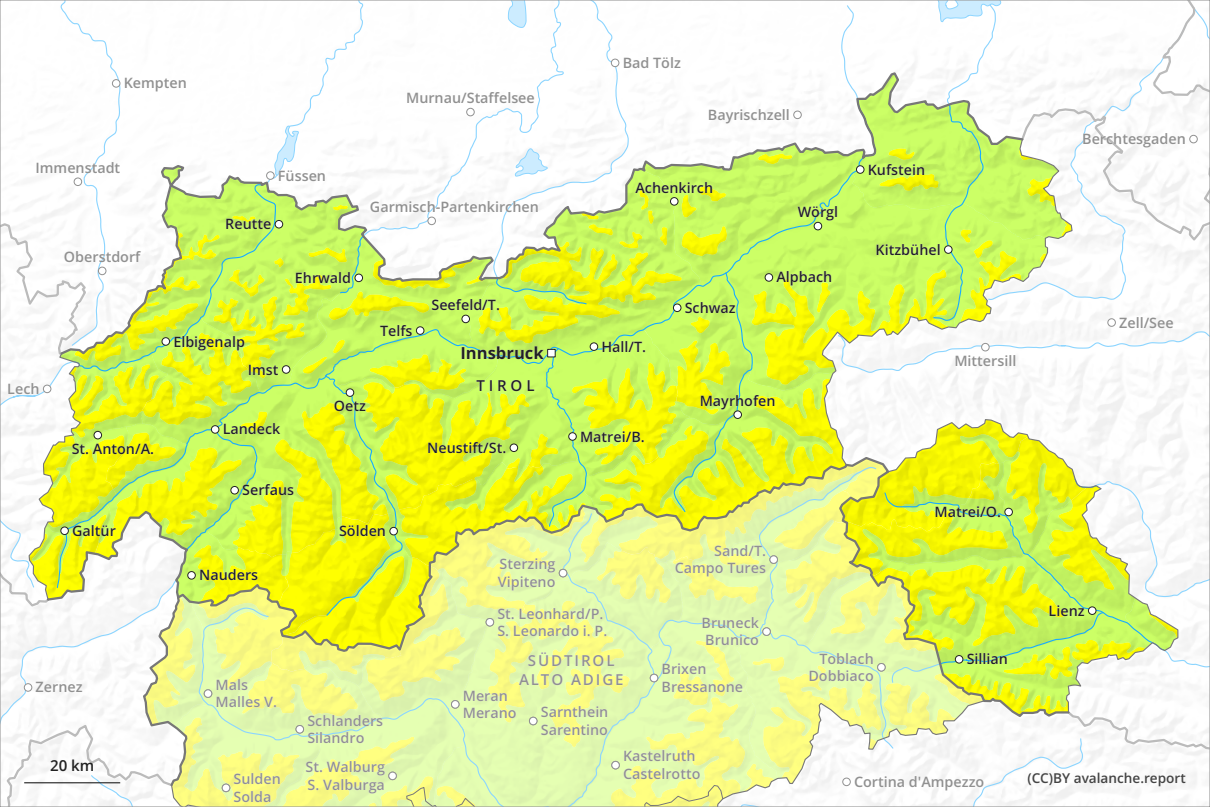 Bad Tölz
Kempten
Murnau/Staffelsee
Bayrischzell
Berchtesgaden
Immenstadt
Füssen
Kufstein
Achenkirch
Garmisch-Partenkirchen
Wörgl
Reutte
Kitzbühel
Oberstdorf
Ehrwald
Alpbach
Seefeld/T.
Schwaz
Telfs
Zell/See
Elbigenalp
Innsbruck
Hall/T.
Mittersill
Imst
TIROL
Lech
Oetz
Mayrhofen
Landeck
Matrei/B.
St. Anton/A.
Neustift/St.
Serfaus
Matrei/O.
Galtür
Sölden
Sand/T.
Campo Tures
Sterzing
Vipiteno
Nauders
St. Leonhard/P.
S. Leonardo i. P.
Lienz
Bruneck
Brunico
SÜDTIROL
ALTO ADIGE
Toblach
Dobbiaco
Sillian
Brixen
Bressanone
Zernez
Mals
Malles V.
Meran
Merano
Sarnthein
Sarentino
Schlanders
Silandro
Kastelruth
Castelrotto
20 km
St. Walburg
S. Valburga
Sulden
Solda
Cortina d'Ampezzo
(CC)BY avalanche.report